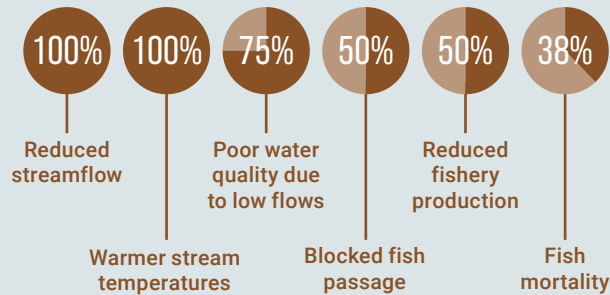 100%
100%
75%
50%
50%
38%
Reduced
streamflow
Warmer stream
temperatures
Poor water
quality due
to low flows
Blocked fish
passage
Reduced
fishery
production
Fish
mortality